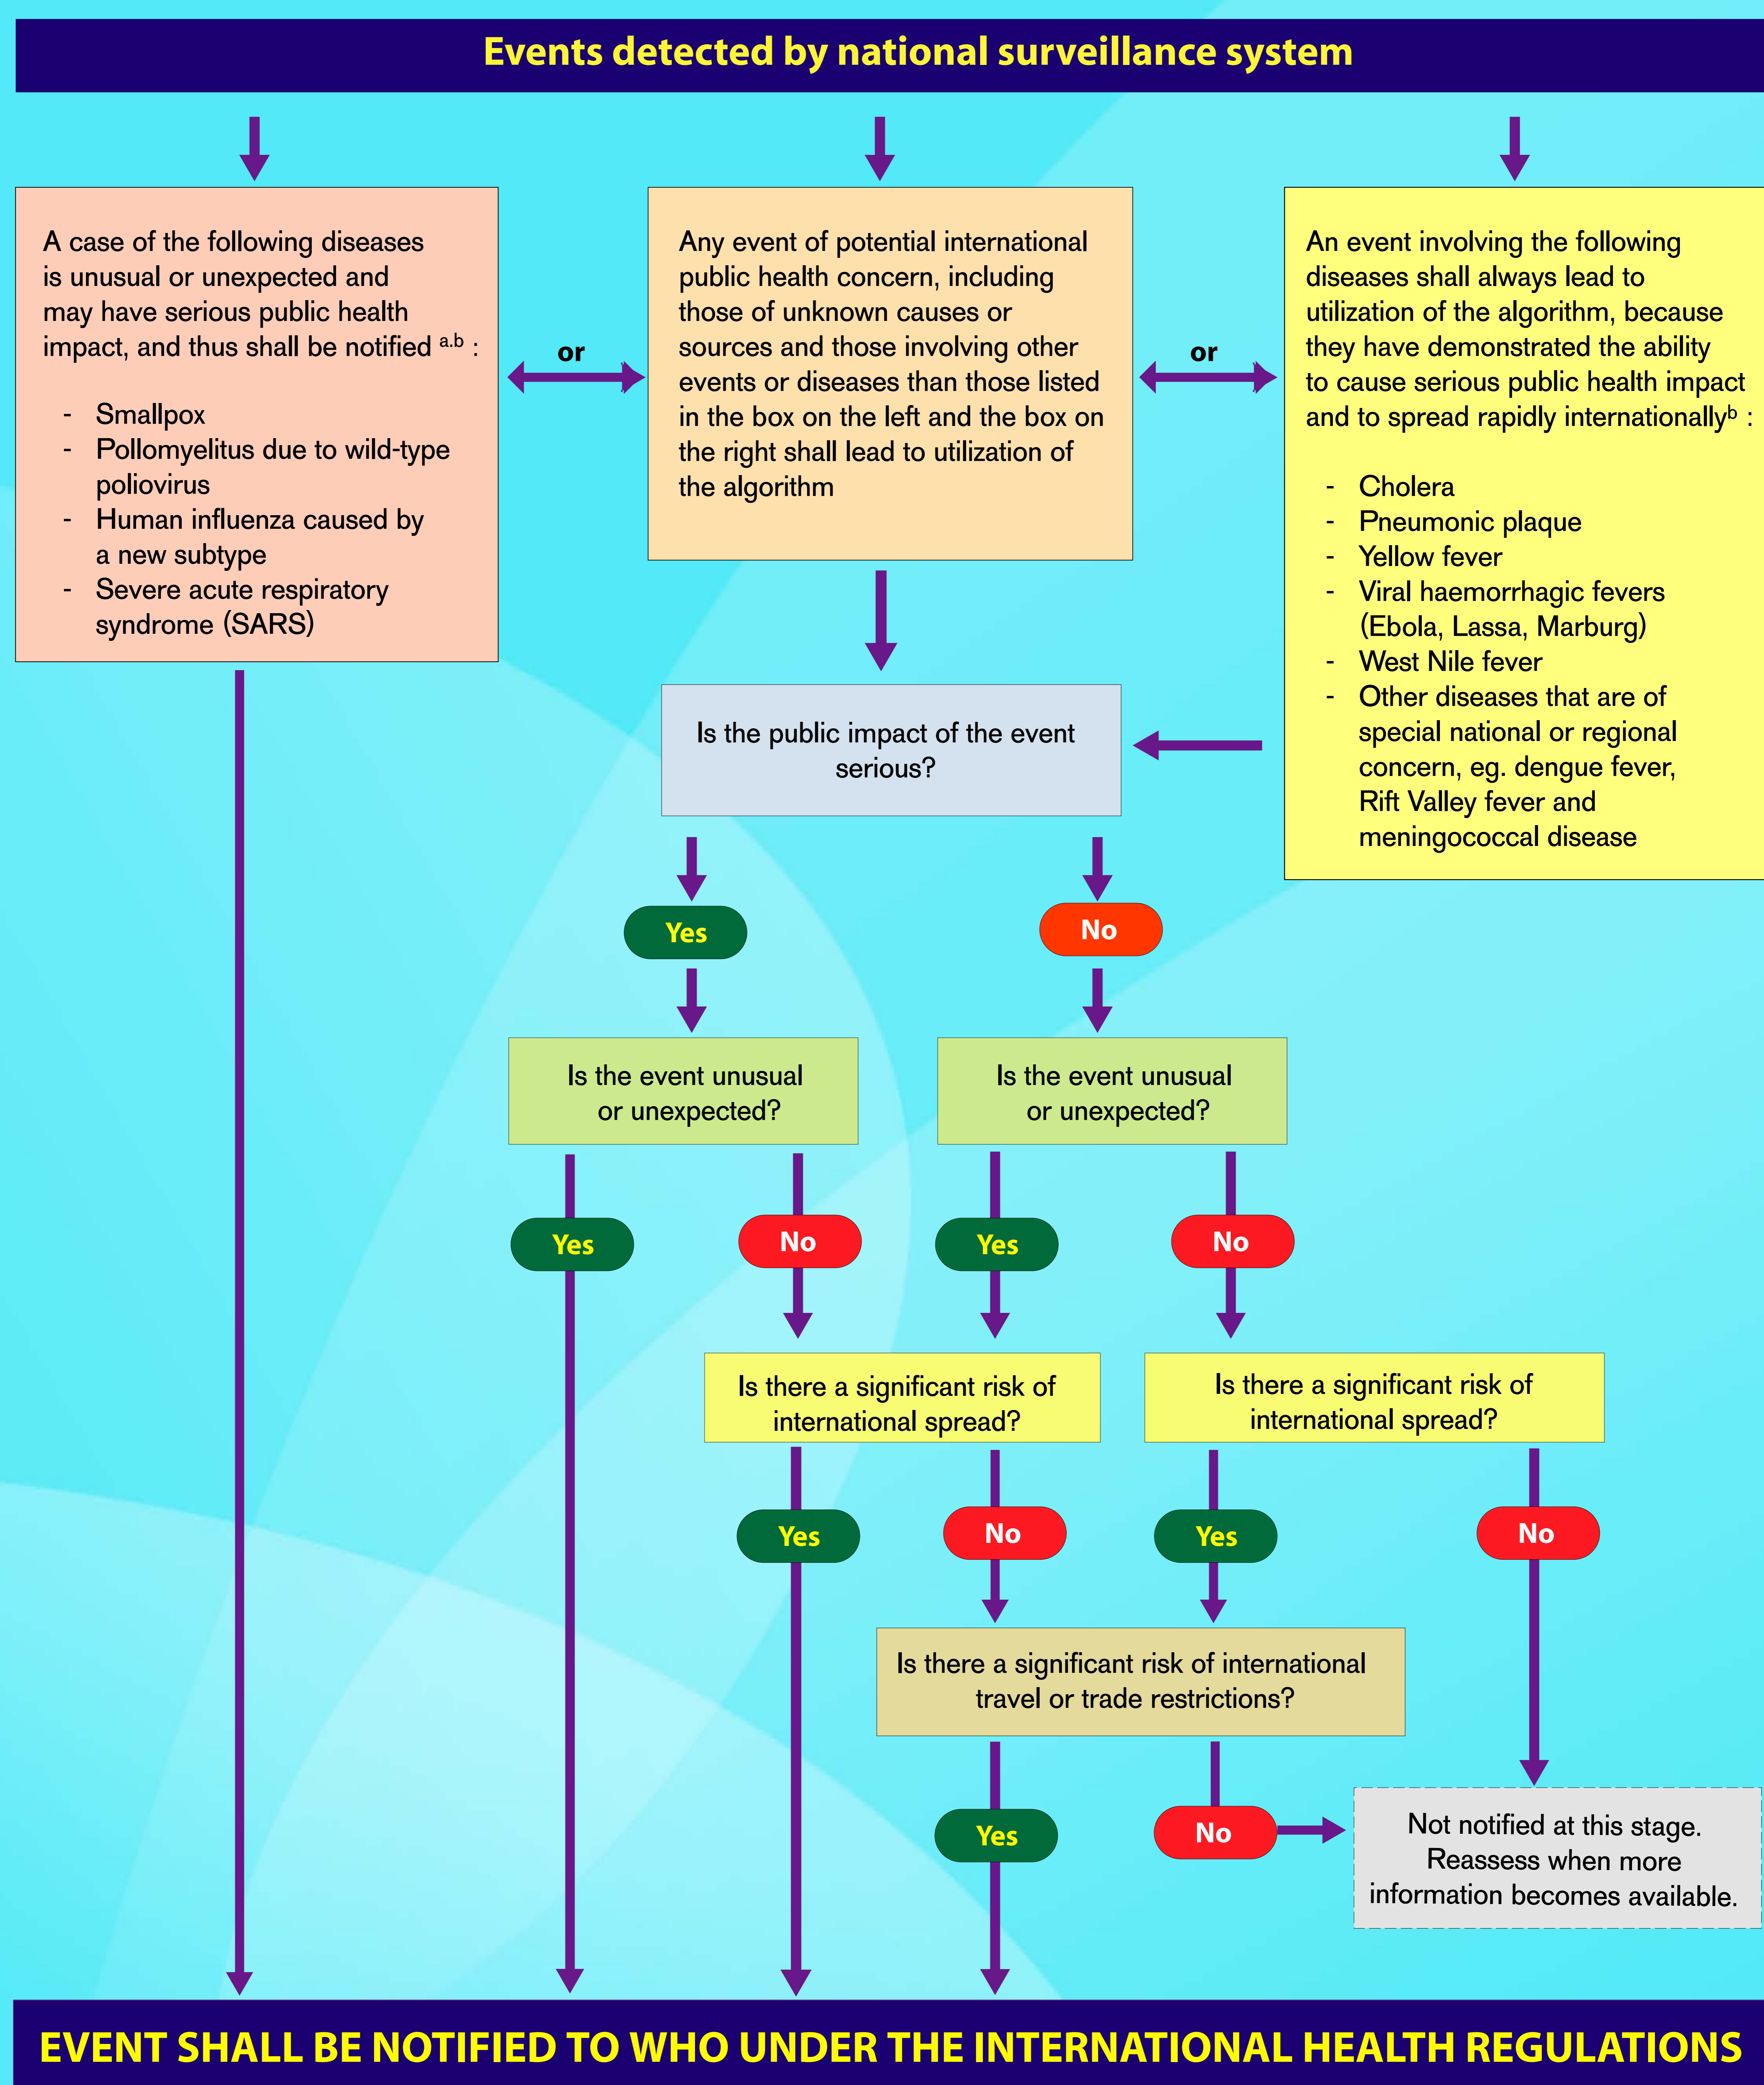 Events detected by national surveillance system
A case of the following diseases
is unusual or unexpected and
may have serious public health
impact, and thus shall be notified a.b :
- Smallpox
- Pollomyelitus due to wild-type
poliovirus
- Human influenza caused by
a new subtype
- Severe acute respiratory
syndrome (SARS)
or
Any event of potential international
public health concern, including
those of unknown causes or
sources and those involving other
events or diseases than those listed
in the box on the left and the box on
the right shall lead to utilization of
the algorithm
or
An event involving the following
diseases shall always lead to
utilization of the algorithm, because
they have demonstrated the ability
to cause serious public health impact
and to spread rapidly internationally b :
- Cholera
- Pneumonic plaque
- Yellow fever
- Viral haemorrhagic fevers
(Ebola, Lassa, Marburg)
- West Nile fever
- Other diseases that are of
special national or regional
concern, eg. dengue fever,
Rift Valley fever and
meningococcal disease
Is the public impact of the event
serious?
Yes
No
Is the event unusual
or unexpected?
Is the event unusual
or unexpected?
Yes
No
Yes
No
Is there a significant risk of
international spread?
Is there a significant risk of
international spread?
Yes
No
Yes
No
Is there a significant risk of international
travel or trade restrictions?
Yes
No
Not notified at this stage.
Reassess when more
information becomes available.
EVENT SHALL BE NOTIFIED TO WHO UNDER THE INTERNATIONAL HEALTH REGULATIONS